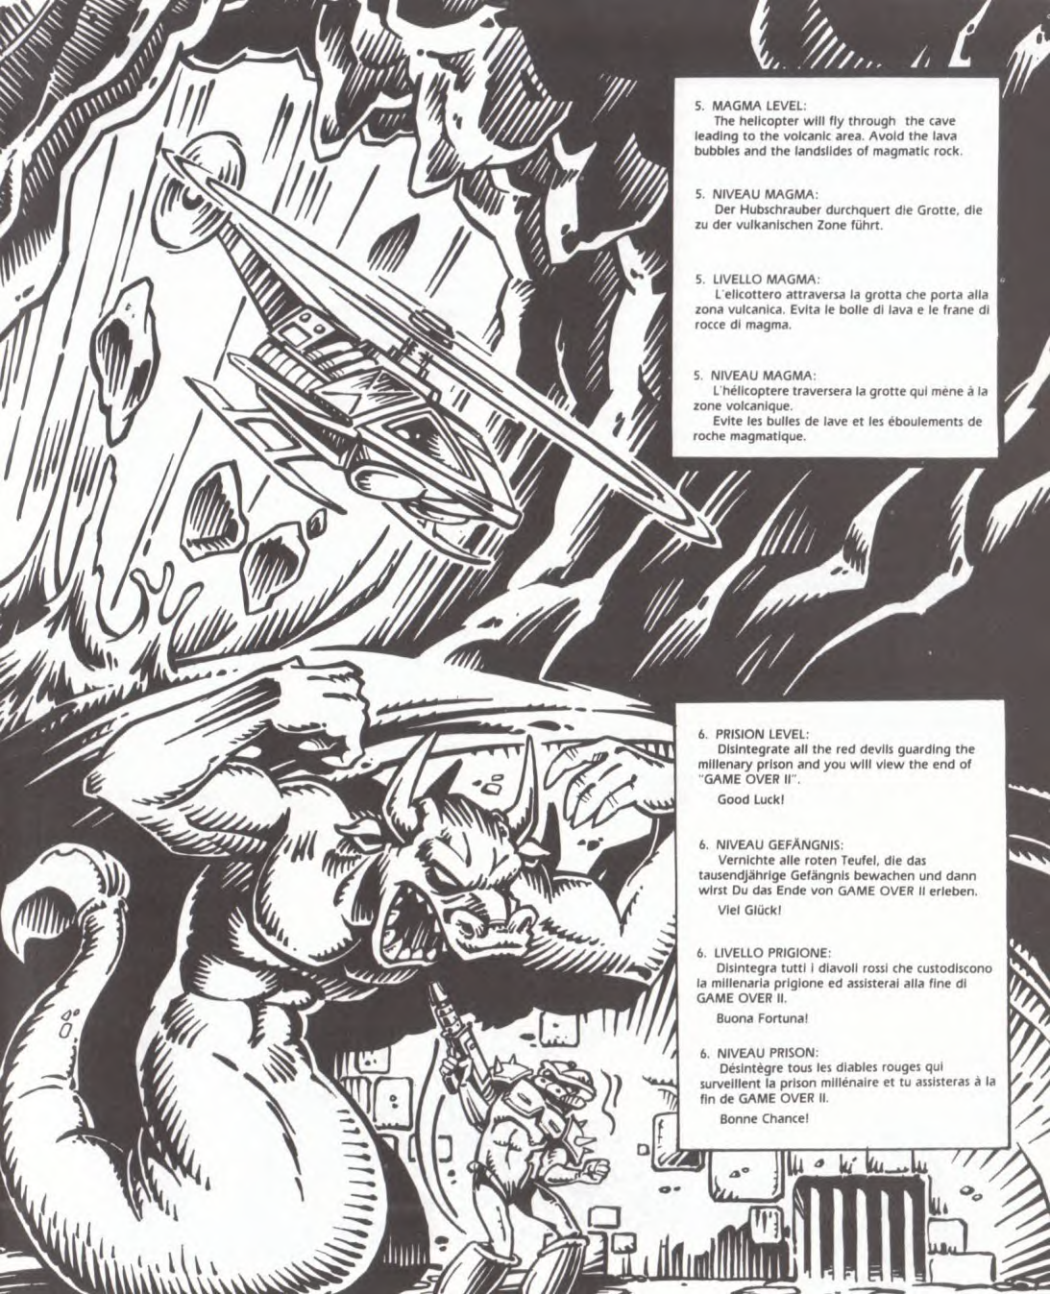 5. MAGMA LEVEL:
The helicopter will fly through the cave
leading to the volcanic area. Avoid the lava
bubbles and the landslides of magmatic rock.
5. NIVEAU MAGMA:
Der Hubschrauber durchquert die Grotte, die
zu der vulkanischen Zone führt.
5. LIVELLO MAGMA:
L'elicottero attraversa la grotta che porta alla
zona vulcanica. Evita le bolle di lava e le frane di
rocce di magma.
5. NIVEAU MAGMA:
L'hélicoptere traversera la grotte qui mène à la
zone volcanique.
Evite les bulles de lave et les éboulements de
roche magmatique.
6. PRISION LEVEL:
Disintegrate all the red devils guarding the
millenary prison and you will view the end of
"GAME OVER II".
Good Luck!
6. NIVEAU GEFÄNGNIS:
Vernichte alle roten Teufel, die das
tausendjährige Gefängnis bewachen und dann
wirst Du das Ende von GAME OVER II erleben.
Viel Glück!
6. LIVELLO PRIGIONE:
Disintegra tutti i diavoli rossi che custodiscono
la millenaria prigione ed assisterai alla fine di
GAME OVER II.
Buona Fortuna!
6. NIVEAU PRISON:
Désintègre tous les diables rouges qui
surveillent la prison millénaire et tu assisteras à la
fin de GAME OVER II.
Bonne Chance!